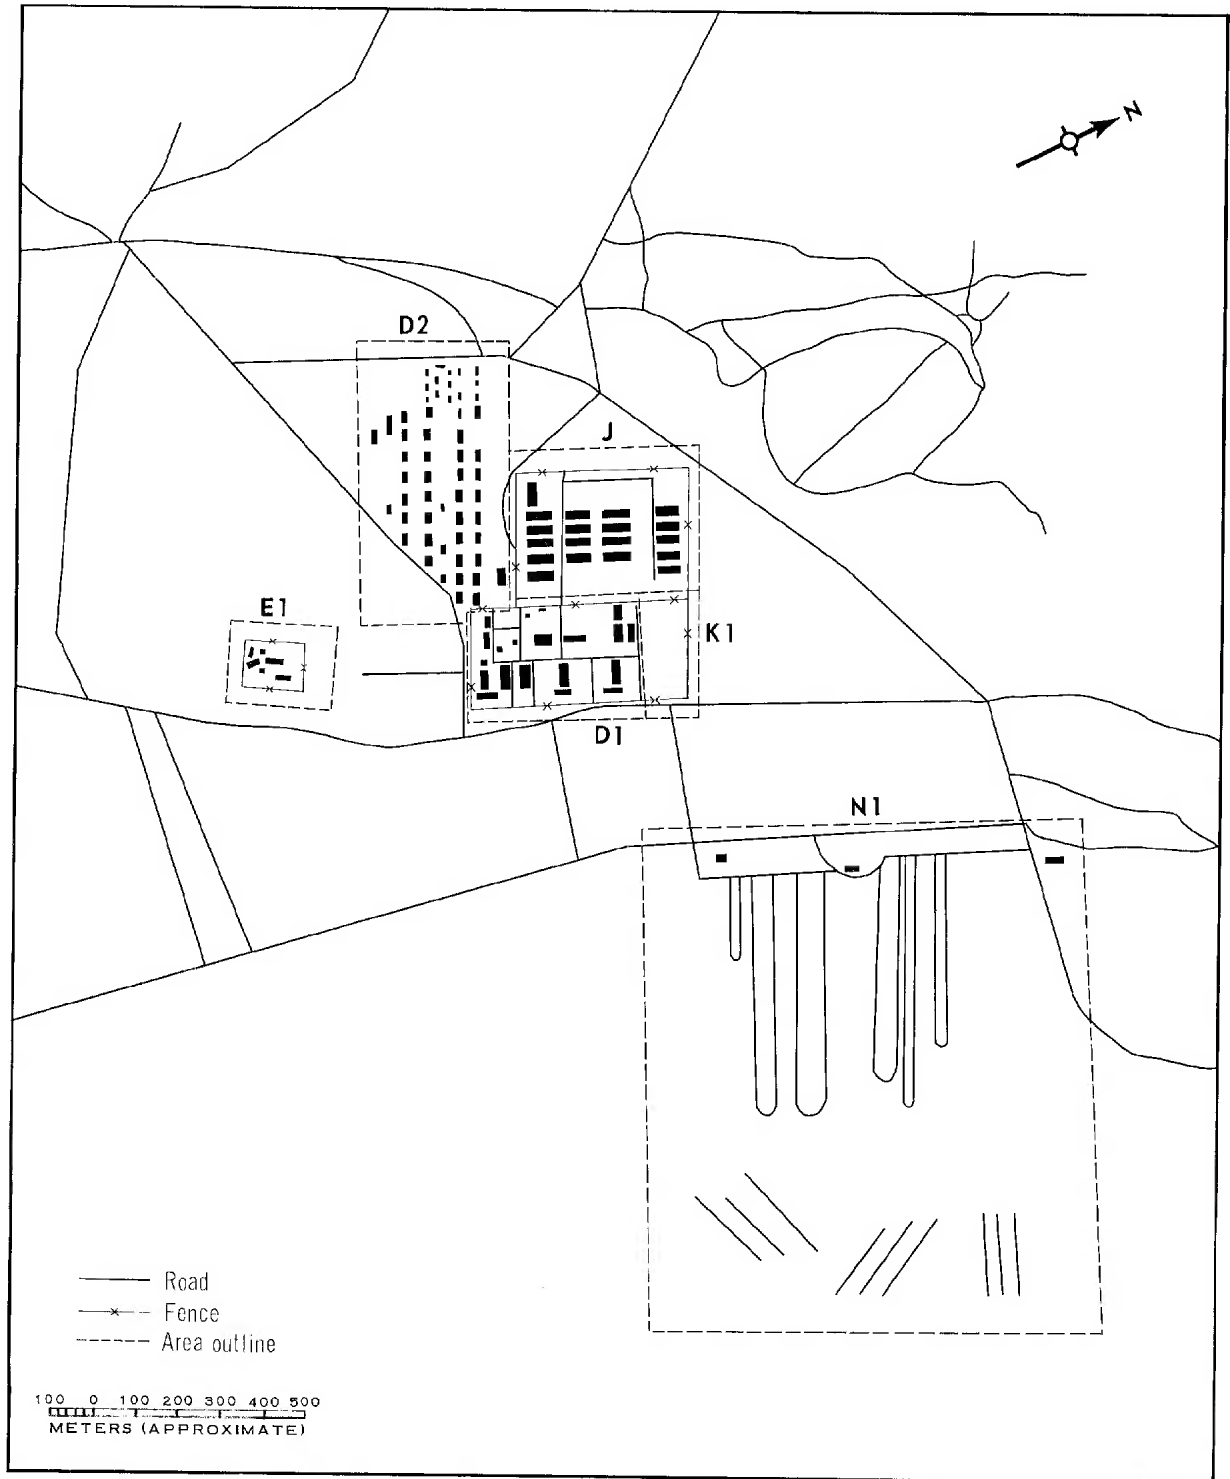 N
D2
J
E1
K1
D1
N1
Road
Fence
Area outline
100 0 100 200 300 400 500
METERS (APPROXIMATE)